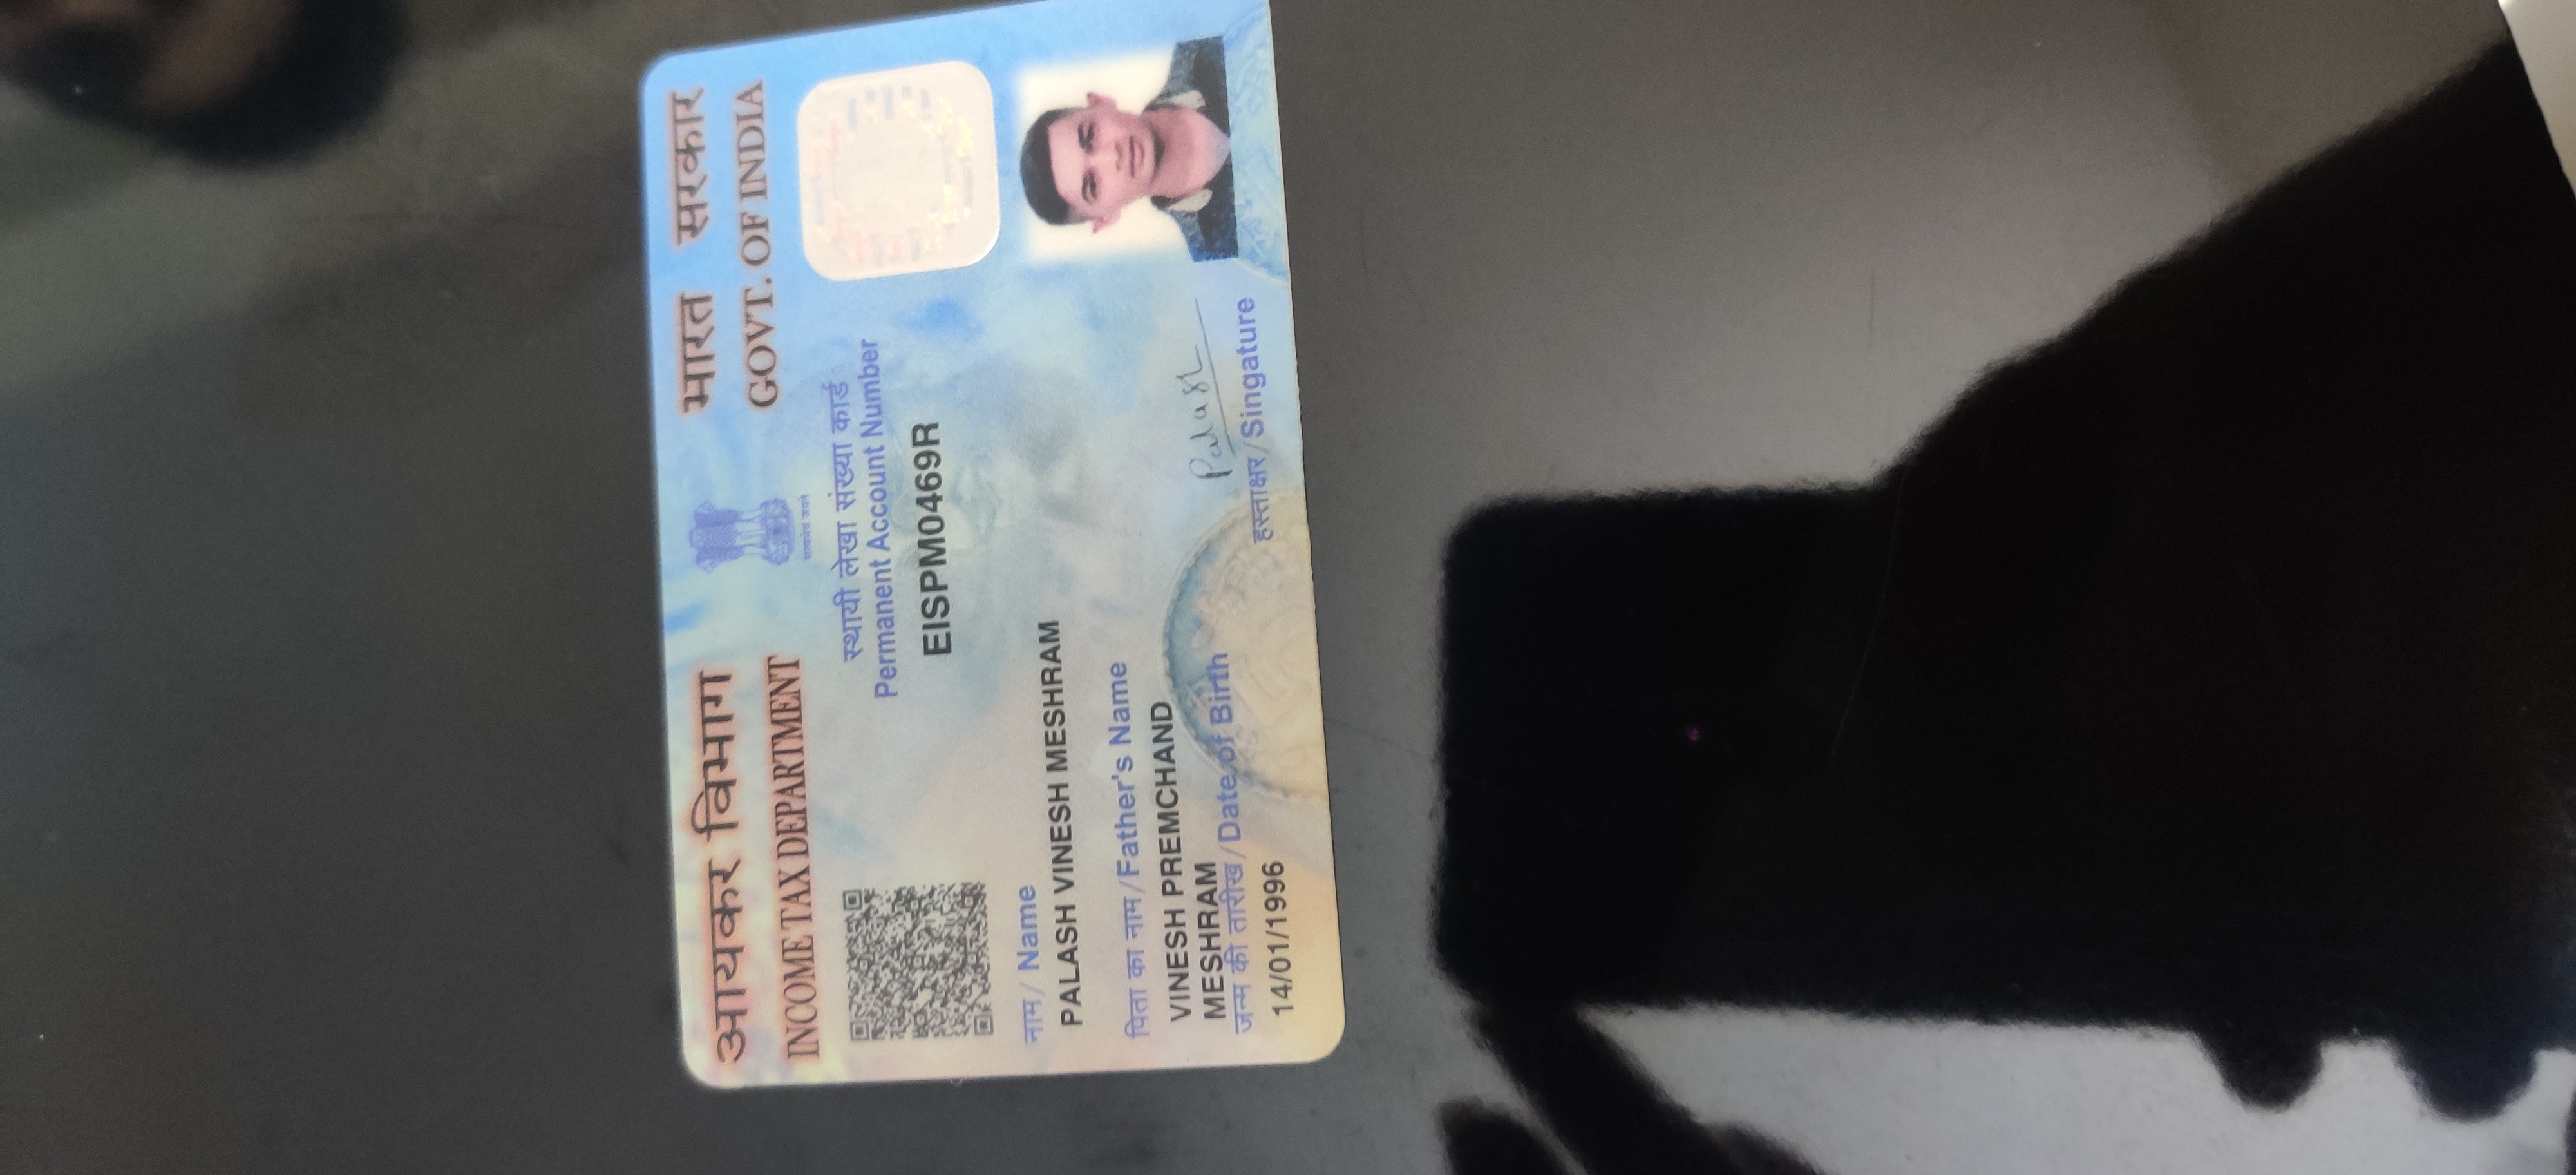 आयकर विभाग
INCOME TAX DEPARTMENT
भारत सरकार
GOVT. OF INDIA
सत्यमेव जयते
स्थायी लेखा संख्या कार्ड
Permanent Account Number
EISPM0469R
नाम / Name
PALASH VINESH MESHRAM
पिता का नाम / Father's Name
VINESH PREMCHAND
MESHRAM
जन्म की तारीख / Date of Birth
14/01/1996
Palash
हस्ताक्षर / Singature